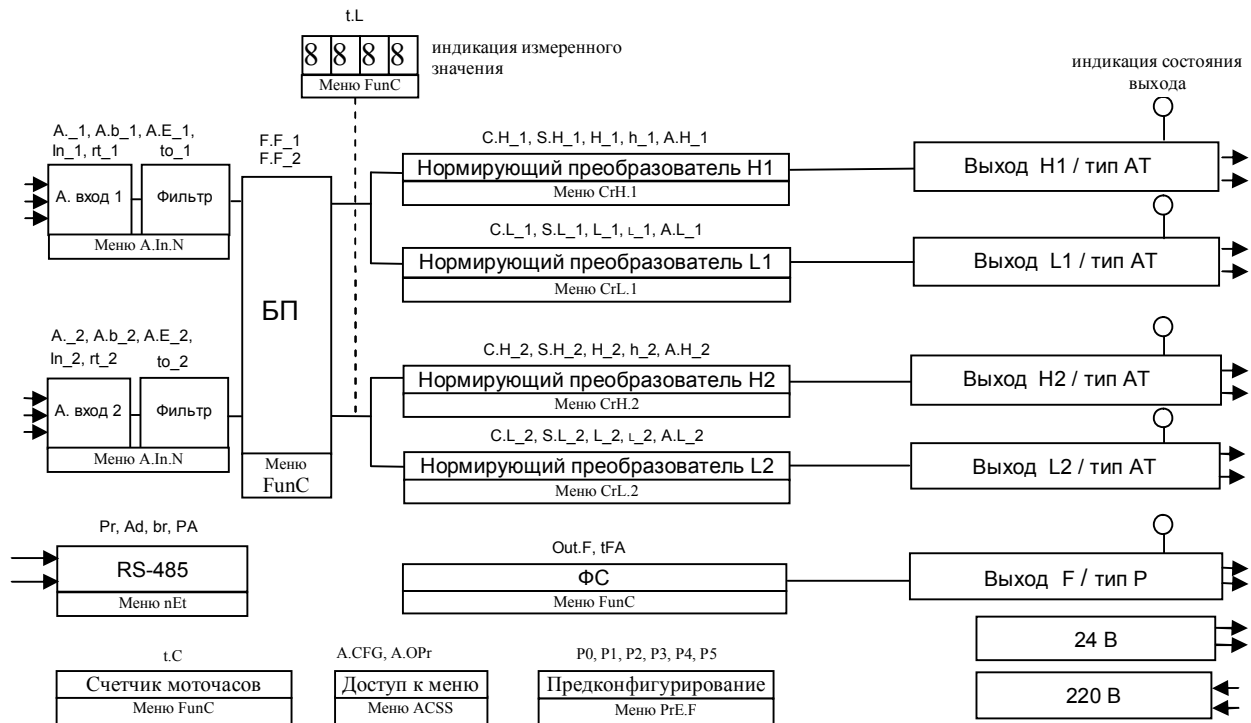 t.L
8 8 8 8
индикация измеренного
значения
Меню FunC
индикация состояния
выхода
A._1, A.b_1, A.E_1,
In_1, rt_1 to_1
А. вход 1
Фильтр
Меню A.In.N
F.F_1
F.F_2
БП
Меню
FunC
C.H_1, S.H_1, H_1, h_1, A.H_1
Нормирующий преобразователь H1
Меню CrH.1
Выход H1 / тип АТ
C.L_1, S.L_1, L_1, ʟ_1, A.L_1
Нормирующий преобразователь L1
Меню CrL.1
Выход L1 / тип АТ
A._2, A.b_2, A.E_2,
In_2, rt_2 to_2
А. вход 2
Фильтр
Меню A.In.N
C.H_2, S.H_2, H_2, h_2, A.H_2
Нормирующий преобразователь H2
Меню CrH.2
Выход H2 / тип АТ
C.L_2, S.L_2, L_2, ʟ_2, A.L_2
Нормирующий преобразователь L2
Меню CrL.2
Выход L2 / тип АТ
Pr, Ad, br, PA
RS-485
Меню nEt
Out.F, tFA
ФС
Меню FunC
Выход F / тип Р
24 В
220 В
t.C
Счетчик моточасов
Меню FunC
A.CFG, A.OPr
Доступ к меню
Меню ACSS
P0, P1, P2, P3, P4, P5
Предконфигурирование
Меню PrE.F